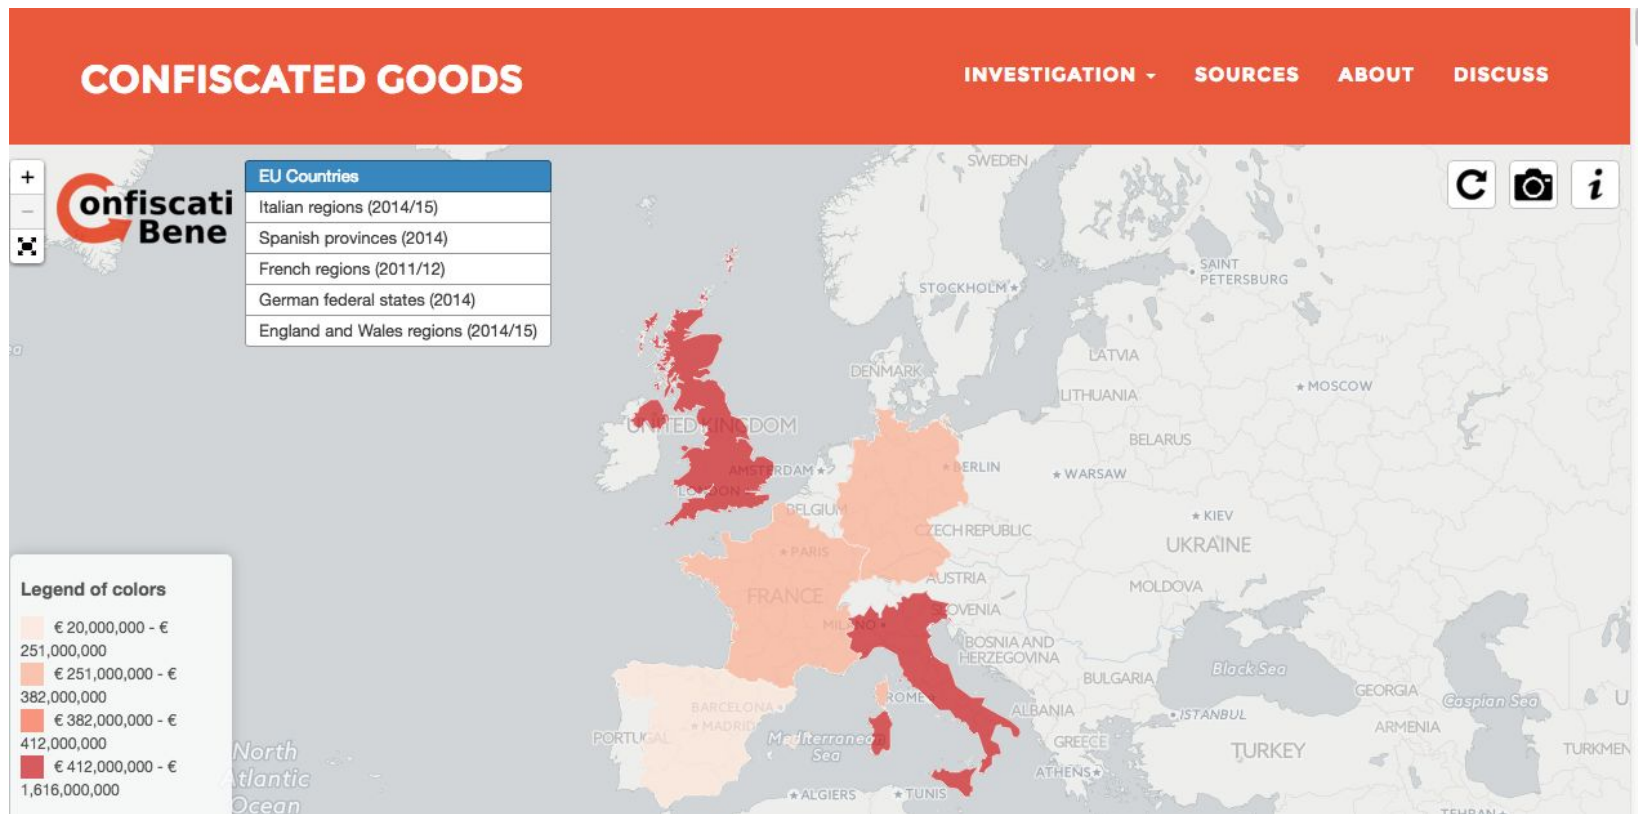 CONFISCATED GOODS
INVESTIGATION
SOURCES
ABOUT
DISCUSS
+
−
onfiscati
Bene
EU Countries
Italian regions (2014/15)
Spanish provinces (2014)
French regions (2011/12)
German federal states (2014)
England and Wales regions (2014/15)
i
SWEDEN
SAINT
PETERSBURG
STOCKHOLM
LATVIA
DENMARK
LITHUANIA
MOSCOW
UNITED KINGDOM
BELARUS
AMSTERDAM
BERLIN
WARSAW
LONDON
BELGIUM
KIEV
CZECH REPUBLIC
UKRAINE
PARIS
AUSTRIA
MOLDOVA
FRANCE
SLOVENIA
MILANO
BOSNIA AND
HERZEGOVINA
Black Sea
BULGARIA
GEORGIA
Caspian Sea
ROME
BARCELONA
ALBANIA
ISTANBUL
MADRID
ARMENIA
PORTUGAL
Mediterranean
Sea
GREECE
TURKEY
TURKMEN
ATHENS
ALGIERS
TUNIS
TEHRAN
North
Atlantic
Ocean
Legend of colors
€ 20,000,000 - €
251,000,000
€ 251,000,000 - €
382,000,000
€ 382,000,000 - €
412,000,000
€ 412,000,000 - €
1,616,000,000